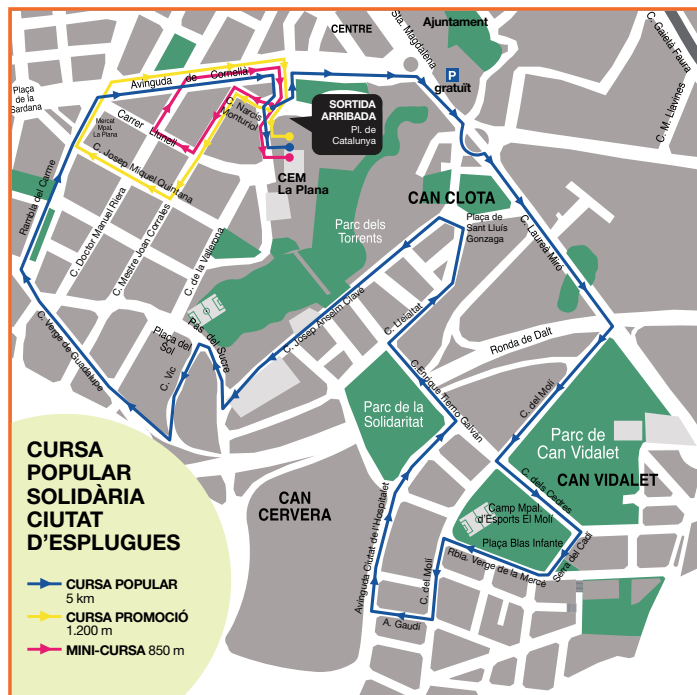 CENTRE
Sta. Magdalena
Ajuntament
C. Gaietà Faura
C. M. Llavines
P
gratuït
Plaça
de la
Sardana
Avinguda de Cornellà
SORTIDA
ARRIBADA
Pl. de
Catalunya
Mercat
Mpal.
La Plana
Carrer Llunell
C. Narcís
Monturiol
C. Josep Miquel Quintana
CEM
La Plana
CAN CLOTA
Plaça de
Sant Lluís
Gonzaga
Rambla del Carme
C. Doctor Manuel Riera
C. Mestre Joan Corrales
C. de la Vallerona
Parc dels
Torrents
C. Laureà Miró
C. Verge de Guadalupe
Plaça del
Sol
C. Vic
Pas. del Sucre
C. Josep Anselm Clavé
C. Lleialtat
Ronda de Dalt
C.Enrique Tierno Galván
C. del Molí
Parc de la
Solidaritat
Parc de
Can Vidalet
CAN VIDALET
C. dels Cedres
Camp Mpal.
d'Esports El Molí
Plaça Blas Infante
Serra del Cadí
Rbla. Verge de la Mercè
CAN
CERVERA
Avinguda Ciutat de l'Hospitalet
C. del Molí
A. Gaudí
CURSA
POPULAR
SOLIDÀRIA
CIUTAT
D'ESPLUGUES
CURSA POPULAR
5 km
CURSA PROMOCIÓ
1.200 m
MINI-CURSA 850 m